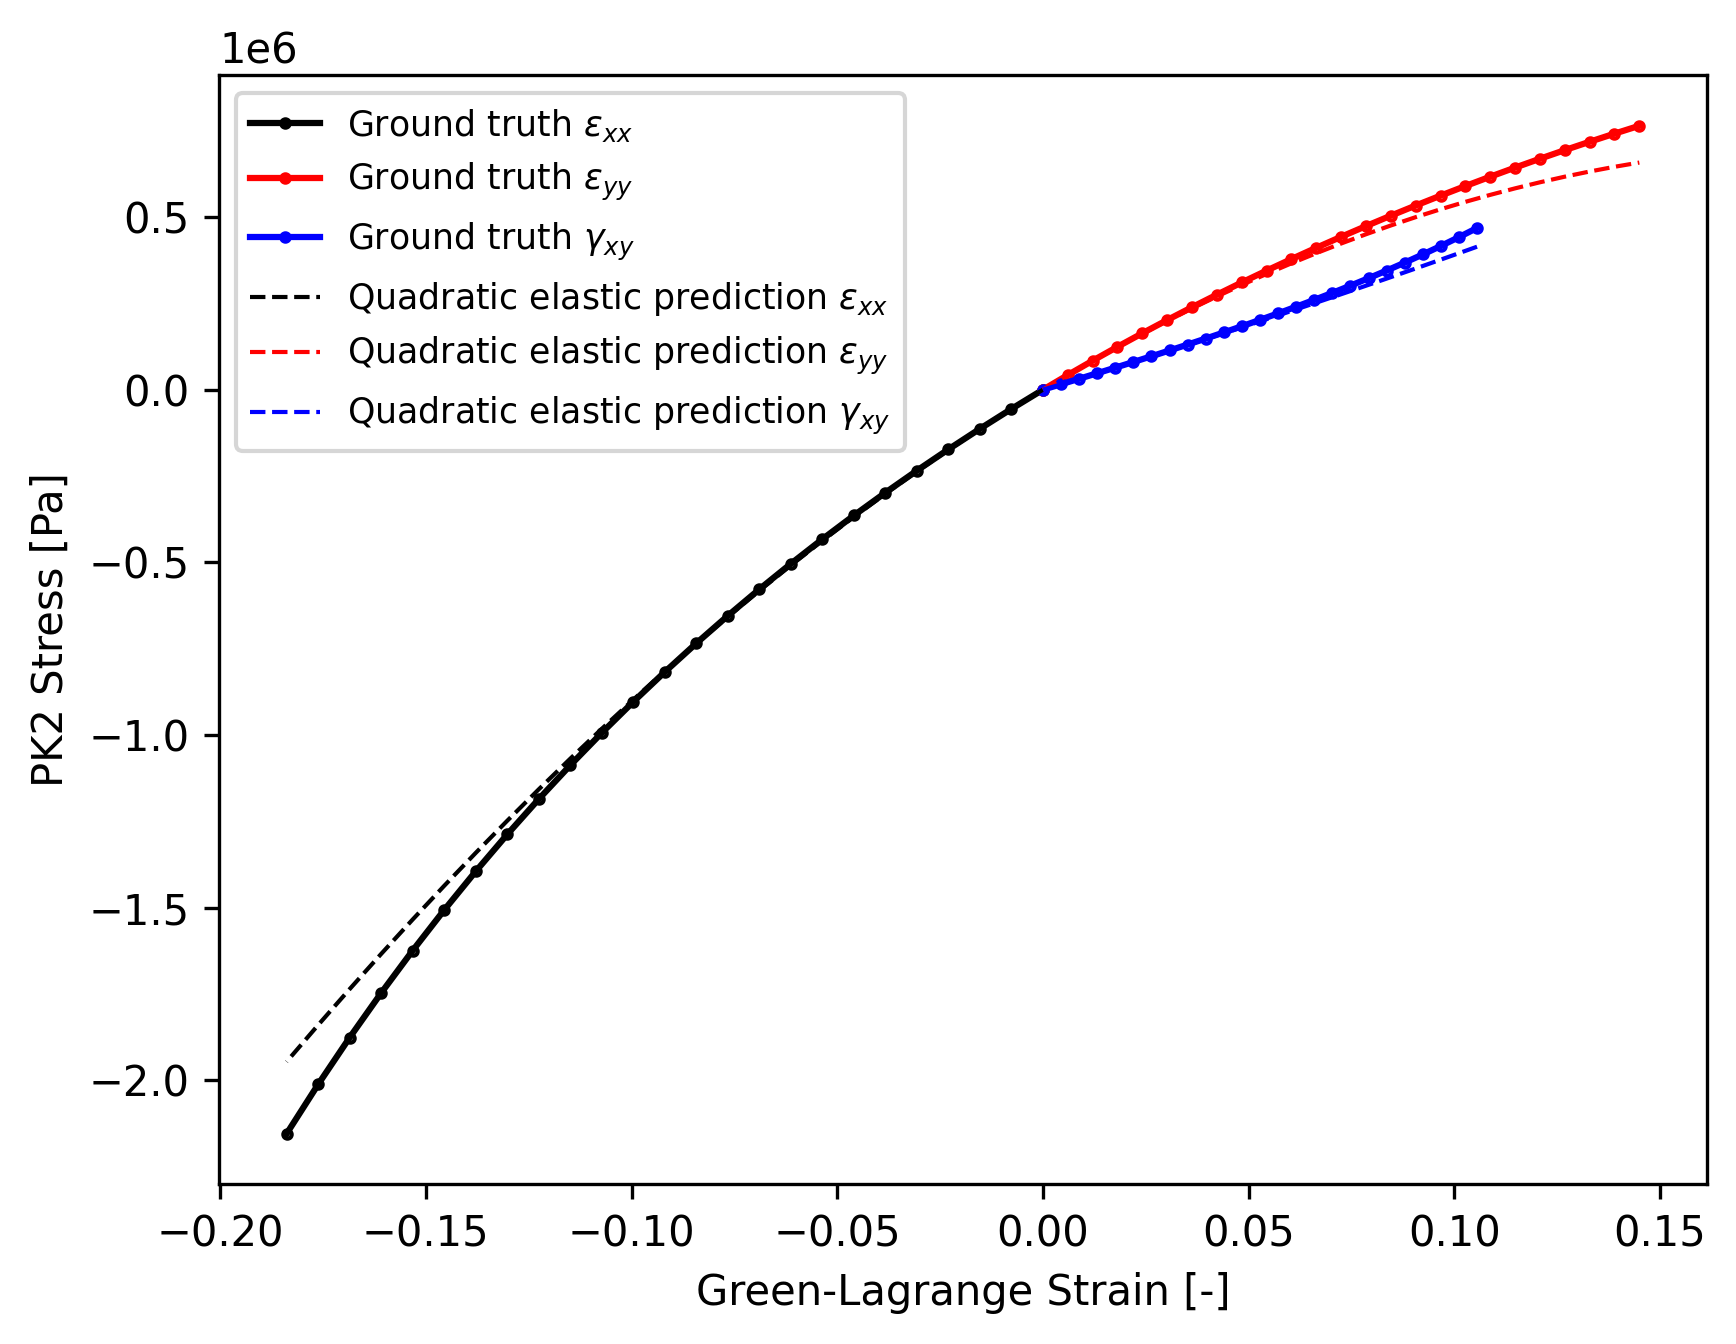 1e6
Ground truth εxx
Ground truth εyy
Ground truth γxy
Quadratic elastic prediction εxx
Quadratic elastic prediction εyy
Quadratic elastic prediction γxy
0.5
0.0
−0.5
−1.0
−1.5
−2.0
PK2 Stress [Pa]
−0.20 −0.15 −0.10 −0.05 0.00 0.05 0.10 0.15
Green-Lagrange Strain [-]